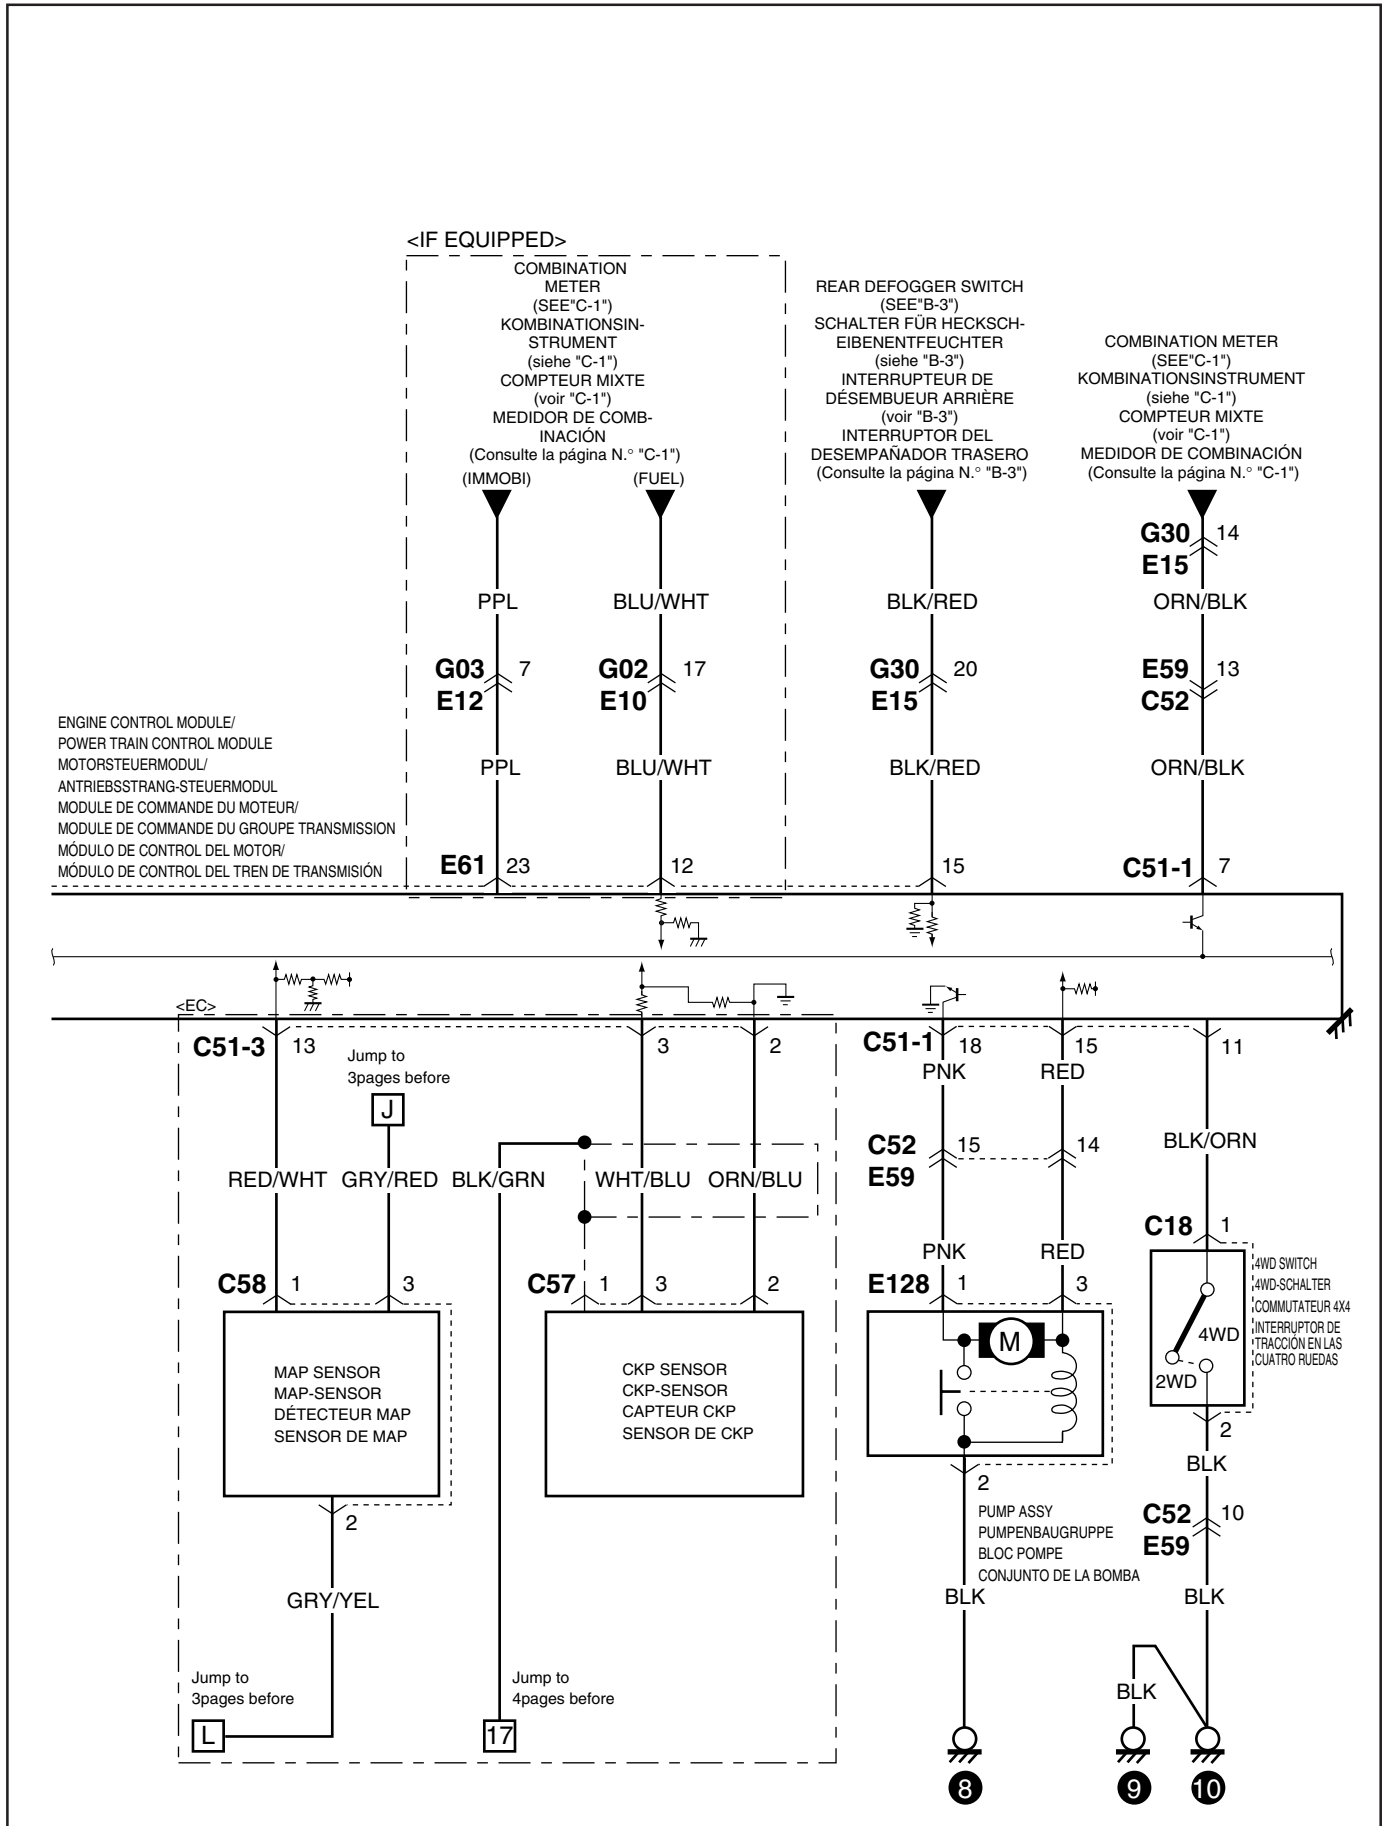 <IF EQUIPPED>
COMBINATION
METER
(SEE"C-1")
KOMBINATIONSIN-
STRUMENT
(siehe "C-1")
COMPTEUR MIXTE
(voir "C-1")
MEDIDOR DE COMB-
INACIÓN
(Consulte la página N.° "C-1")
(IMMOBI)
(FUEL)
REAR DEFOGGER SWITCH
(SEE"B-3")
SCHALTER FÜR HECKSCH-
EIBENENTFEUCHTER
(siehe "B-3")
INTERRUPTEUR DE
DÉSEMBUEUR ARRIÈRE
(voir "B-3")
INTERRUPTOR DEL
DESEMPAÑADOR TRASERO
(Consulte la página N.° "B-3")
COMBINATION METER
(SEE"C-1")
KOMBINATIONSINSTRUMENT
(siehe "C-1")
COMPTEUR MIXTE
(voir "C-1")
MEDIDOR DE COMBINACIÓN
(Consulte la página N.° "C-1")
G30 14
E15
PPL
BLU/WHT
BLK/RED
ORN/BLK
G03 7
E12
G02 17
E10
G30 20
E15
E59 13
C52
PPL
BLU/WHT
BLK/RED
ORN/BLK
ENGINE CONTROL MODULE/
POWER TRAIN CONTROL MODULE
MOTORSTEUERMODUL/
ANTRIEBSSTRANG-STEUERMODUL
MODULE DE COMMANDE DU MOTEUR/
MODULE DE COMMANDE DU GROUPE TRANSMISSION
MÓDULO DE CONTROL DEL MOTOR/
MÓDULO DE CONTROL DEL TREN DE TRANSMISIÓN
E61 23
12
15
C51-1 7
<EC>
C51-3 13
3
2
C51-1 18
15
11
Jump to
3pages before
J
PNK
RED
C52 15
E59
14
BLK/ORN
RED/WHT
GRY/RED
BLK/GRN
WHT/BLU
ORN/BLU
C18 1
PNK
RED
C58 1
3
C57 1
3
2
E128 1
3
4WD SWITCH
4WD-SCHALTER
COMMUTATEUR 4X4
INTERRUPTOR DE
TRACCIÓN EN LAS
CUATRO RUEDAS
4WD
2WD
M
MAP SENSOR
MAP-SENSOR
DÉTECTEUR MAP
SENSOR DE MAP
CKP SENSOR
CKP-SENSOR
CAPTEUR CKP
SENSOR DE CKP
2
2
2
BLK
PUMP ASSY
PUMPENBAUGRUPPE
BLOC POMPE
CONJUNTO DE LA BOMBA
C52 10
E59
GRY/YEL
BLK
BLK
Jump to
3pages before
L
Jump to
4pages before
17
BLK
8
9
10